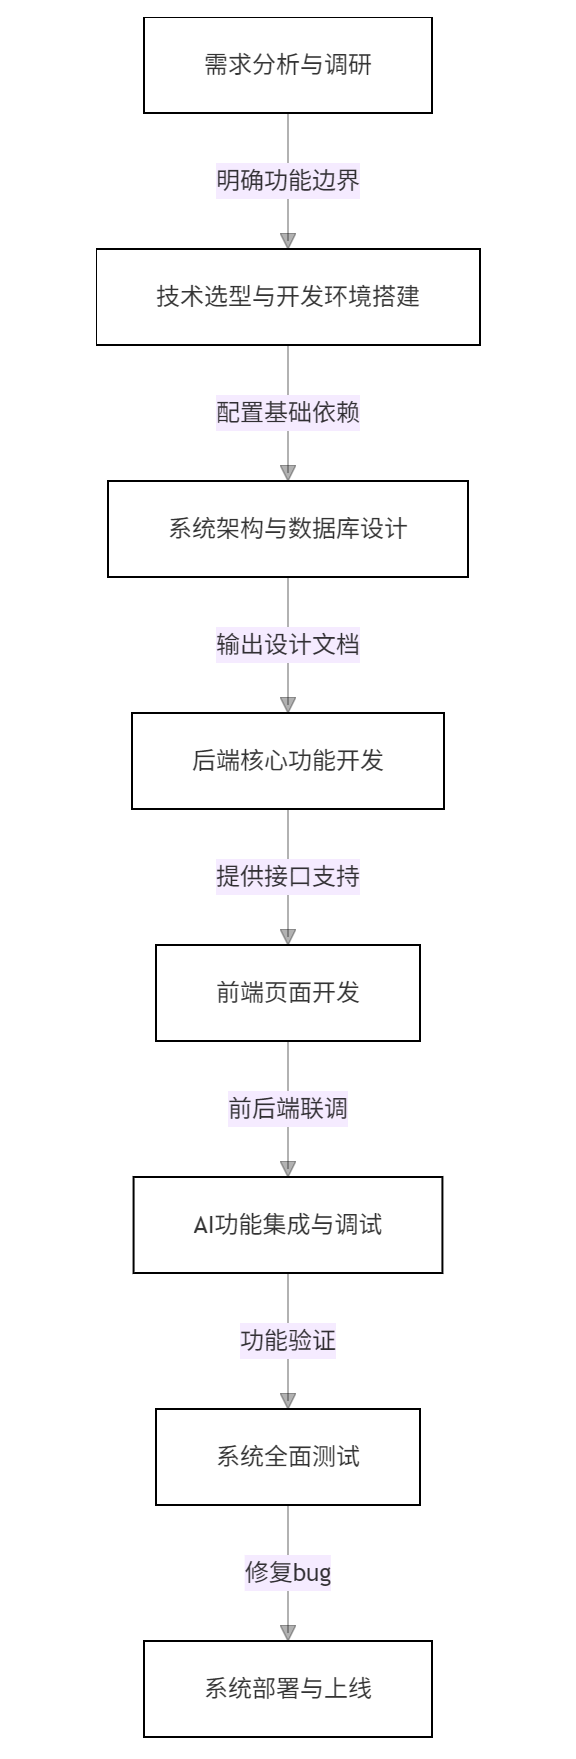 需求分析与调研
明确功能边界
技术选型与开发环境搭建
配置基础依赖
系统架构与数据库设计
输出设计文档
后端核心功能开发
提供接口支持
前端页面开发
前后端联调
AI功能集成与调试
功能验证
系统全面测试
修复bug
系统部署与上线